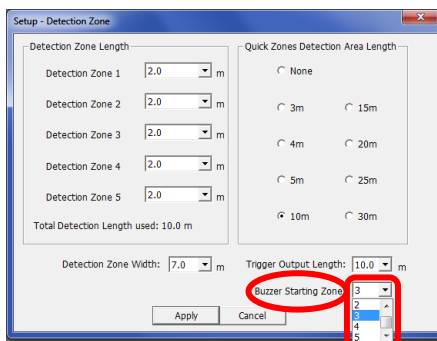 Setup - Detection Zone
Detection Zone Length
Detection Zone 1 2.0 m
Detection Zone 2 2.0 m
Detection Zone 3 2.0 m
Detection Zone 4 2.0 m
Detection Zone 5 2.0 m
Total Detection Length used: 10.0 m
Quick Zones Detection Area Length
None
3m 15m
4m 20m
5m 25m
10m 30m
Detection Zone Width: 7.0 m
Trigger Output Length: 10.0 m
Buzzer Starting Zone 3
2
3
4
5
Apply Cancel